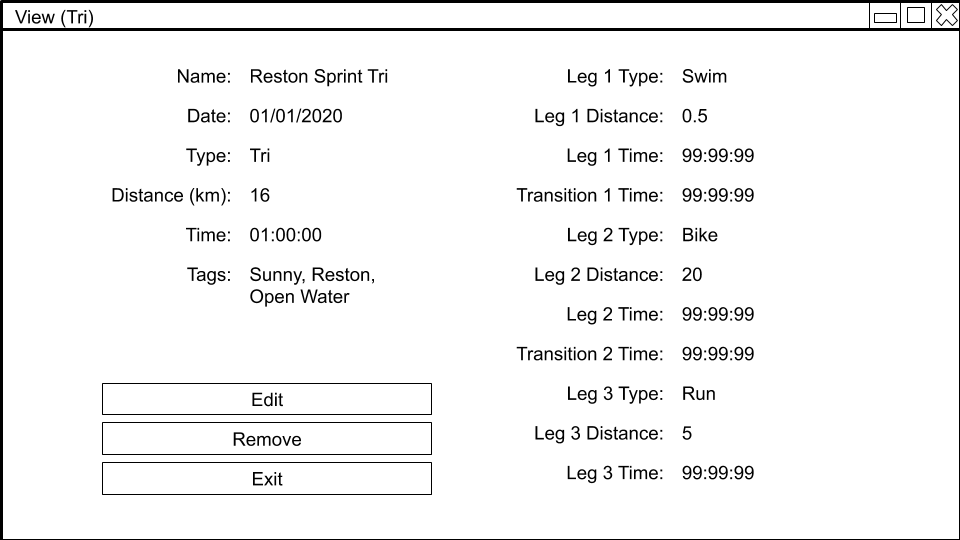 View (Tri)
Name: Reston Sprint Tri
Date: 01/01/2020
Type: Tri
Distance (km): 16
Time: 01:00:00
Tags: Sunny, Reston,
Open Water
Edit
Remove
Exit
Leg 1 Type: Swim
Leg 1 Distance: 0.5
Leg 1 Time: 99:99:99
Transition 1 Time: 99:99:99
Leg 2 Type: Bike
Leg 2 Distance: 20
Leg 2 Time: 99:99:99
Transition 2 Time: 99:99:99
Leg 3 Type: Run
Leg 3 Distance: 5
Leg 3 Time: 99:99:99